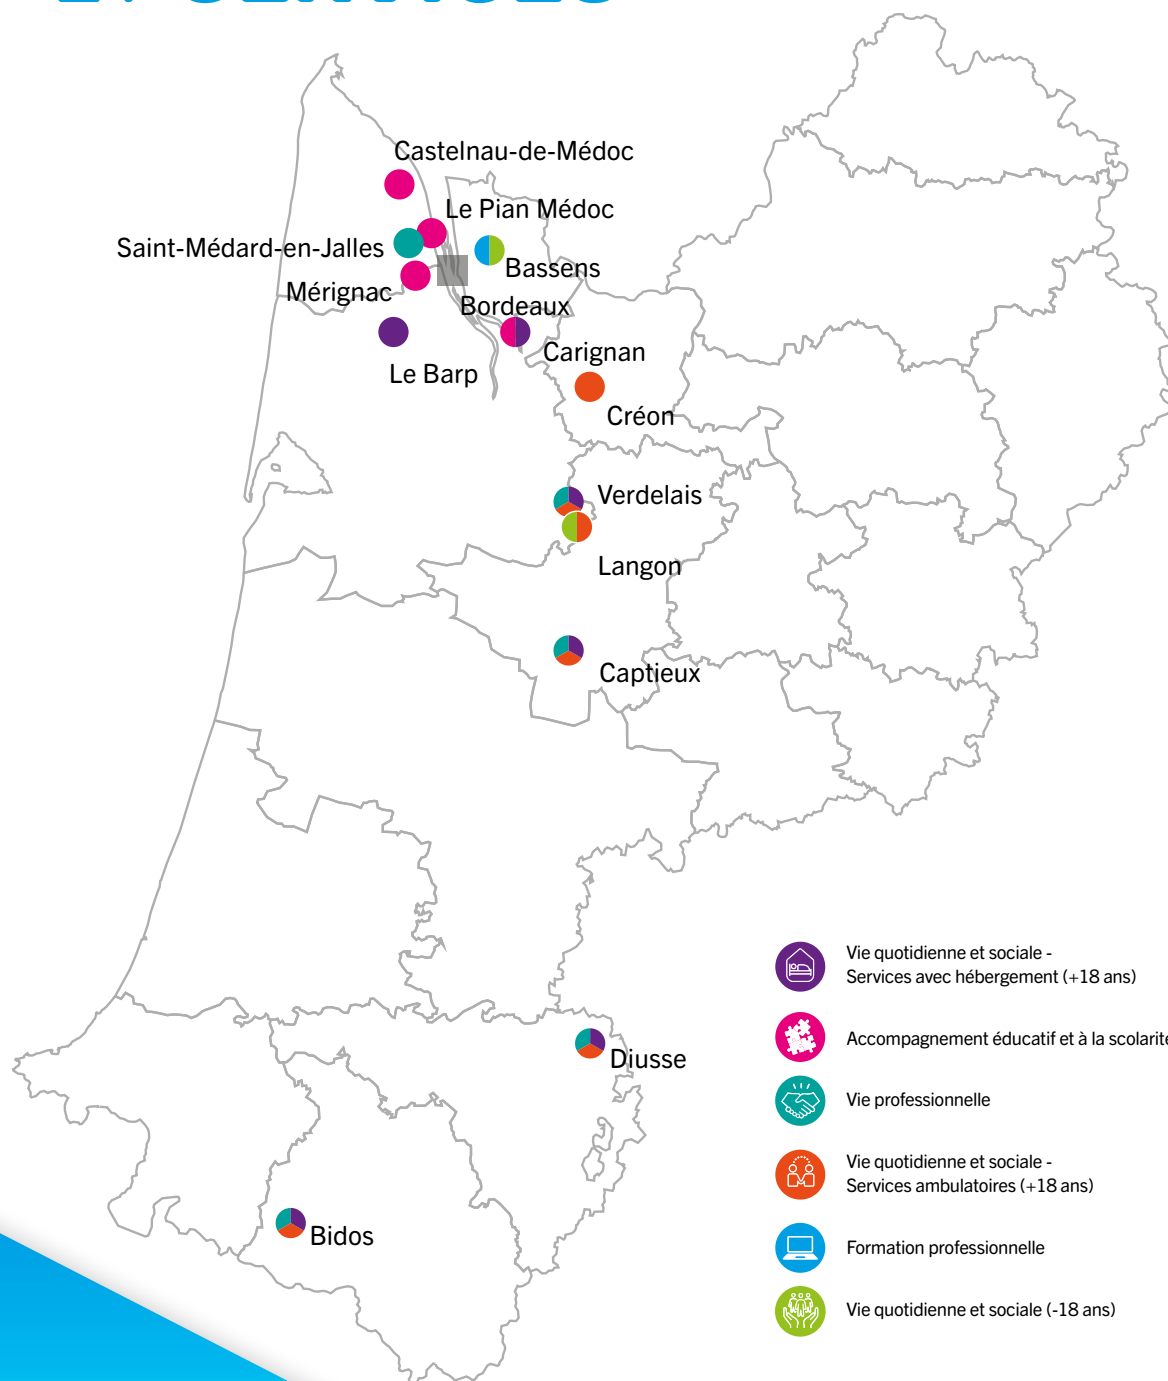 Castelnau-de-Médoc
Le Pian Médoc
Saint-Médard-en-Jalles
Bassens
Mérignac
Bordeaux
Carignan
Le Barp
Créon
Verdelais
Langon
Captieux
Vie quotidienne et sociale -
Services avec hébergement (+18 ans)
Accompagnement éducatif et à la scolarité
Diusse
Vie professionnelle
Vie quotidienne et sociale -
Services ambulatoires (+18 ans)
Bidos
Formation professionnelle
Vie quotidienne et sociale (-18 ans)